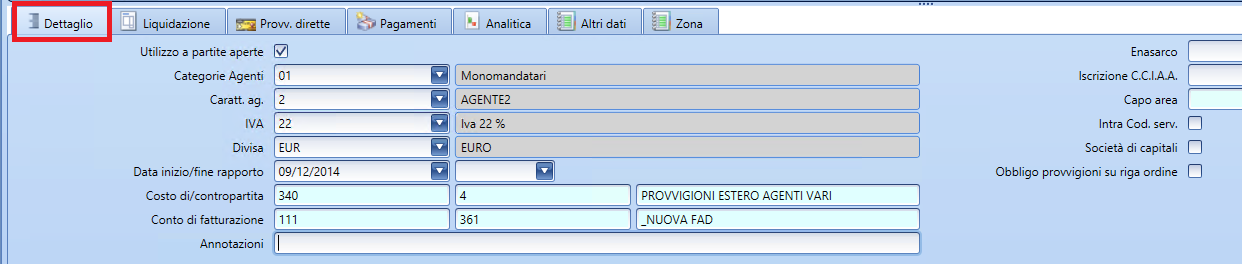 Dettaglio Liquidazione Provv. dirette Pagamenti Analitica Altri dati Zona
Utilizzo a partite aperte Enasarco
Categorie Agenti 01 Monomandatari Iscrizione C.C.I.A.A.
Caratt. ag. 2 AGENTE2 Capo area
IVA 22 Iva 22 % Intra Cod. serv.
Divisa EUR EURO Società di capitali
Data inizio/fine rapporto 09/12/2014 Obbligo provvigioni su riga ordine
Costo di/contropartita 340 4 PROVVIGIONI ESTERO AGENTI VARI
Conto di fatturazione 111 361 _NUOVA FAD
Annotazioni